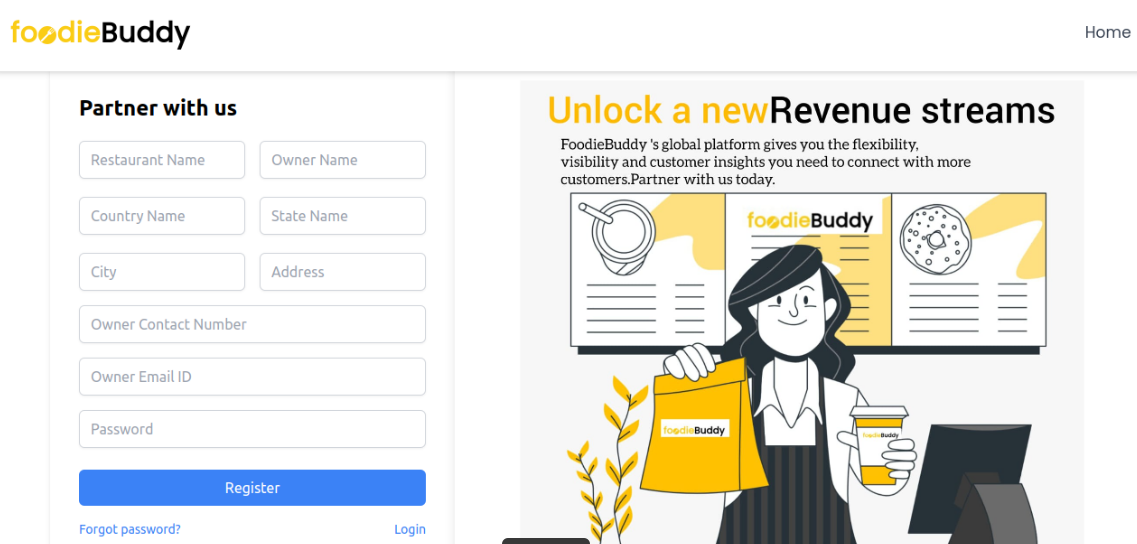 foodieBuddy
Home
Partner with us
Restaurant Name
Owner Name
Country Name
State Name
City
Address
Owner Contact Number
Owner Email ID
Password
Register
Forgot password?
Login
Unlock a newRevenue streams
FoodieBuddy 's global platform gives you the flexibility,
visibility and customer insights you need to connect with more
customers.Partner with us today.
foodieBuddy
foodieBuddy
foodieBuddy